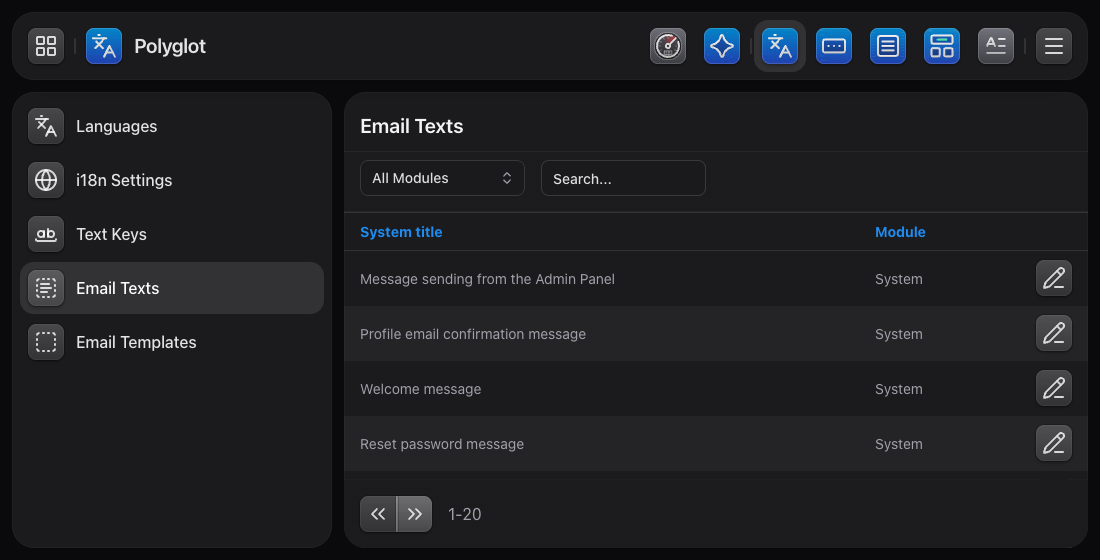 Polyglot
Languages
i18n Settings
Text Keys
Email Texts
Email Templates
Email Texts
All Modules
Search...
System title Module
Message sending from the Admin Panel System
Profile email confirmation message System
Welcome message System
Reset password message System
1-20